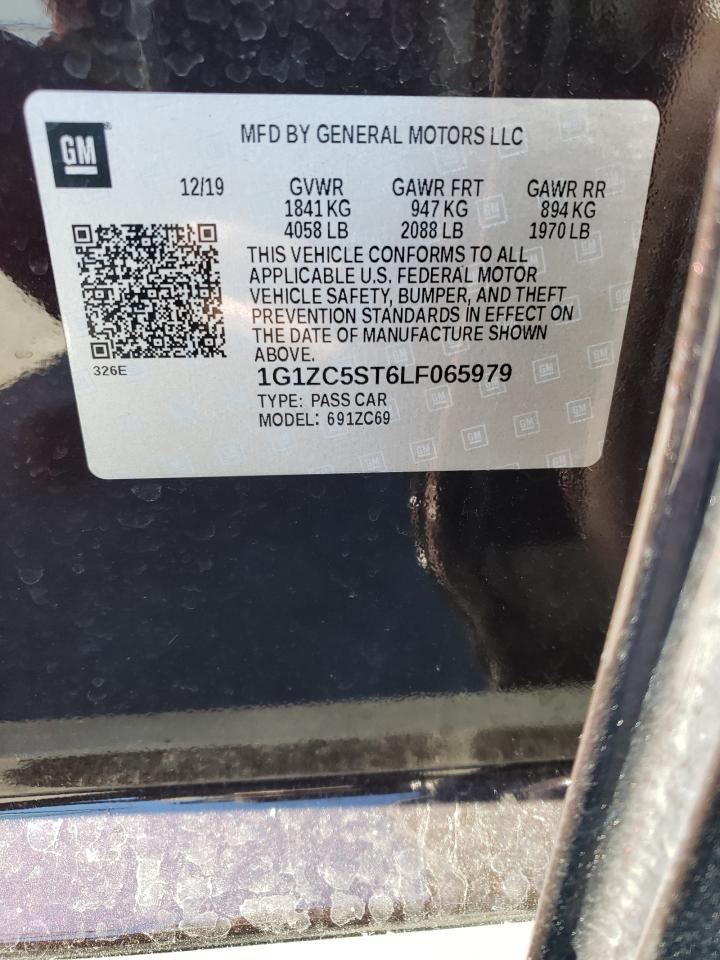 GM
MFD BY GENERAL MOTORS LLC
12/19 GVWR GAWR FRT GAWR RR
1841 KG 947 KG 894 KG
4058 LB 2088 LB 1970 LB
THIS VEHICLE CONFORMS TO ALL
APPLICABLE U.S. FEDERAL MOTOR
VEHICLE SAFETY, BUMPER, AND THEFT
PREVENTION STANDARDS IN EFFECT ON
THE DATE OF MANUFACTURE SHOWN
ABOVE.
326E
1G1ZC5ST6LF065979
TYPE: PASS CAR
MODEL: 691ZC69